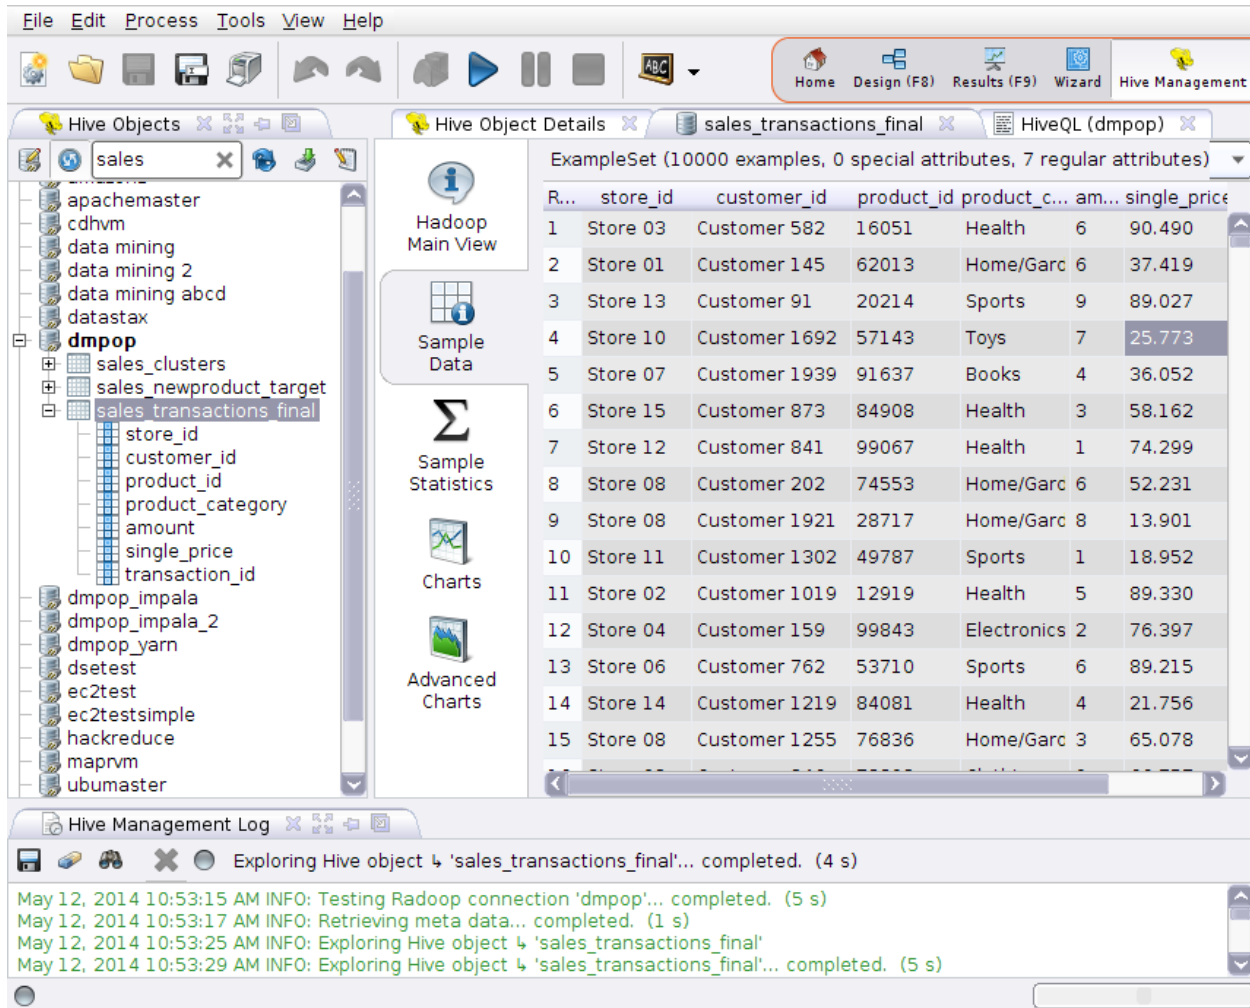 File Edit Process Tools View Help
ABC
Home Design (F8) Results (F9) Wizard Hive Management
Hive Objects
sales
apachemaster
cdhvm
data mining
data mining 2
data mining abcd
datastax
dmpop
sales_clusters
sales_newproduct_target
sales_transactions_final
store_id
customer_id
product_id
product_category
amount
single_price
transaction_id
dmpop_impala
dmpop_impala_2
dmpop_yarn
dsetest
ec2test
ec2testsimple
hackreduce
maprvm
ubumaster
Hive Object Details sales_transactions_final HiveQL (dmpop)
Hadoop
Main View
Sample
Data
Sample
Statistics
Charts
Advanced
Charts
ExampleSet (10000 examples, 0 special attributes, 7 regular attributes)
R... store_id customer_id product_id product_c... am... single_price
1 Store 03 Customer 582 16051 Health 6 90.490
2 Store 01 Customer 145 62013 Home/Gard 6 37.419
3 Store 13 Customer 91 20214 Sports 9 89.027
4 Store 10 Customer 1692 57143 Toys 7 25.773
5 Store 07 Customer 1939 91637 Books 4 36.052
6 Store 15 Customer 873 84908 Health 3 58.162
7 Store 12 Customer 841 99067 Health 1 74.299
8 Store 08 Customer 202 74553 Home/Gard 6 52.231
9 Store 08 Customer 1921 28717 Home/Gard 8 13.901
10 Store 11 Customer 1302 49787 Sports 1 18.952
11 Store 02 Customer 1019 12919 Health 5 89.330
12 Store 04 Customer 159 99843 Electronics 2 76.397
13 Store 06 Customer 762 53710 Sports 6 89.215
14 Store 14 Customer 1219 84081 Health 4 21.756
15 Store 08 Customer 1255 76836 Home/Gard 3 65.078
Hive Management Log
Exploring Hive object ↳ 'sales_transactions_final'... completed. (4 s)
May 12, 2014 10:53:15 AM INFO: Testing Radoop connection 'dmpop'... completed. (5 s)
May 12, 2014 10:53:17 AM INFO: Retrieving meta data... completed. (1 s)
May 12, 2014 10:53:25 AM INFO: Exploring Hive object ↳ 'sales_transactions_final'
May 12, 2014 10:53:29 AM INFO: Exploring Hive object ↳ 'sales_transactions_final'... completed. (5 s)